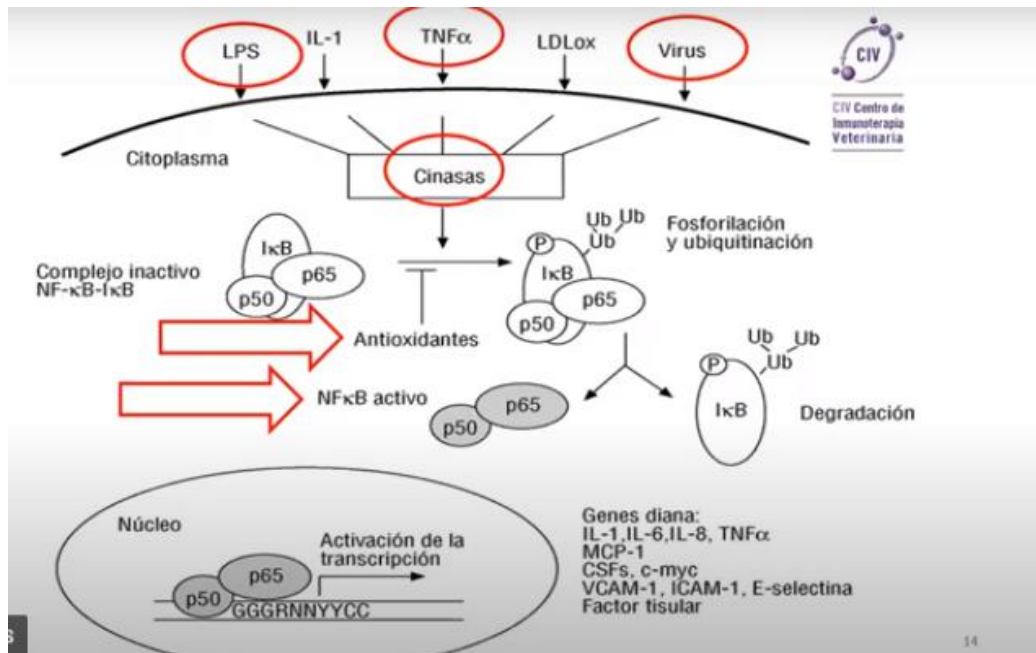 LPS
IL-1
TNFα
LDLox
Virus
CIV
CIV Centro de
Inmunoterapia
Veterinaria
Citoplasma
Cinasas
Complejo inactivo
NF-κB-IκB
IκB
p65
p50
Antioxidantes
P
Ub Ub
Ub
IκB
p65
p50
Fosforilación
y ubiquitinación
NFκB activo
p65
p50
P
Ub Ub
Ub
IκB
Degradación
Núcleo
Activación de la
transcripción
p65
p50
GGGRNNYYCC
Genes diana:
IL-1,IL-6,IL-8, TNFα
MCP-1
CSFs, c-myc
VCAM-1, ICAM-1, E-selectina
Factor tisular
S
14